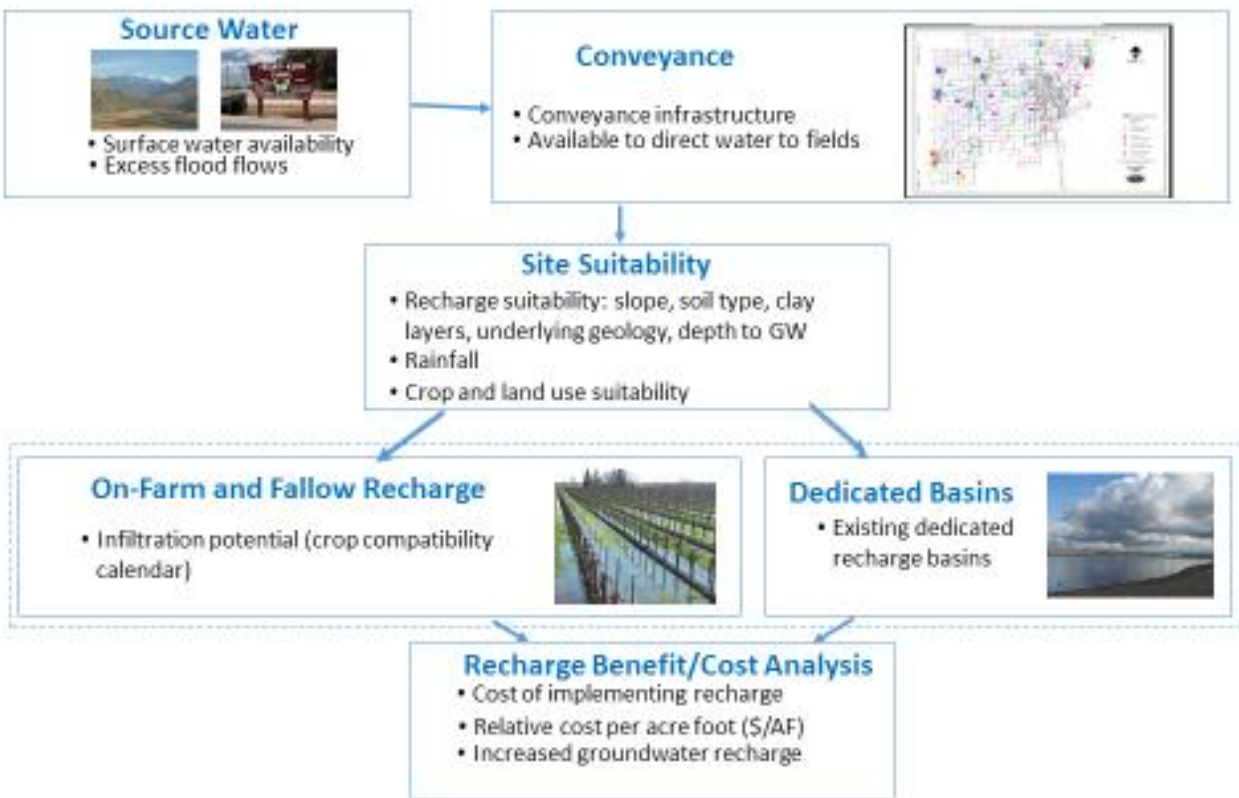 Source Water
• Surface water availability
• Excess flood flows
Conveyance
• Conveyance infrastructure
• Available to direct water to fields
Site Suitability
• Recharge suitability: slope, soil type, clay
layers, underlying geology, depth to GW
• Rainfall
• Crop and land use suitability
On-Farm and Fallow Recharge
• Infiltration potential (crop compatibility
calendar)
Dedicated Basins
• Existing dedicated
recharge basins
Recharge Benefit/Cost Analysis
• Cost of implementing recharge
• Relative cost per acre foot ($/AF)
• Increased groundwater recharge